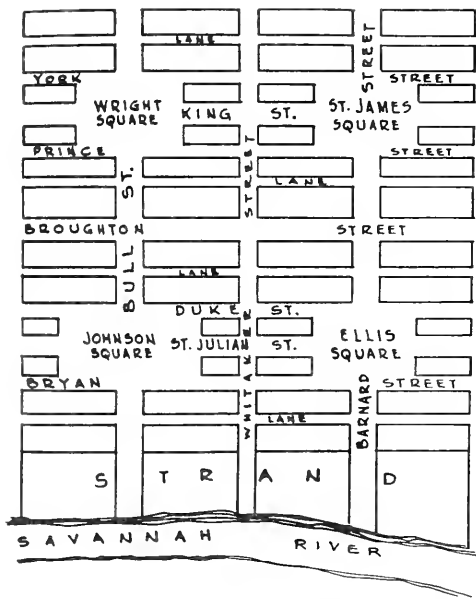 LANE
STREET
YORK STREET
WRIGHT SQUARE
KING ST.
ST. JAMES SQUARE
PRINCE STREET
STREET
LANE
ST.
BROUGHTON STREET
BULL
LANE
DUKE ST.
JOHNSON SQUARE
ST. JULIAN ST.
ELLIS SQUARE
WHITAKER
BRYAN STREET
BARNARD
LANE
STRAND
SAVANNAH RIVER